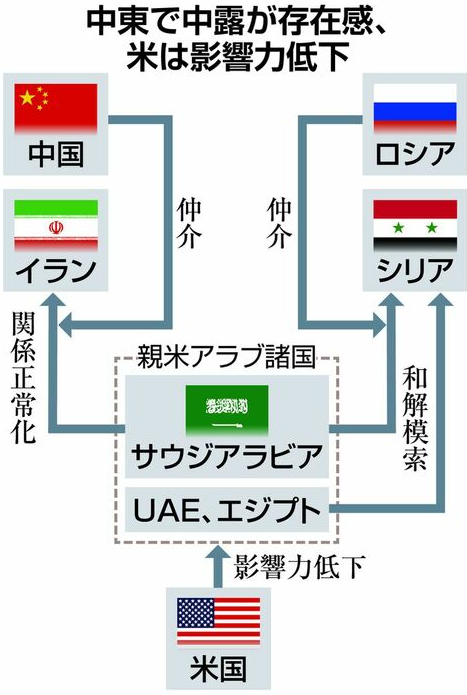 中東で中露が存在感、
米は影響力低下
中国
ロシア
仲介
仲介
イラン
シリア
関係正常化
親米アラブ諸国
和解模索
サウジアラビア
UAE、エジプト
影響力低下
米国